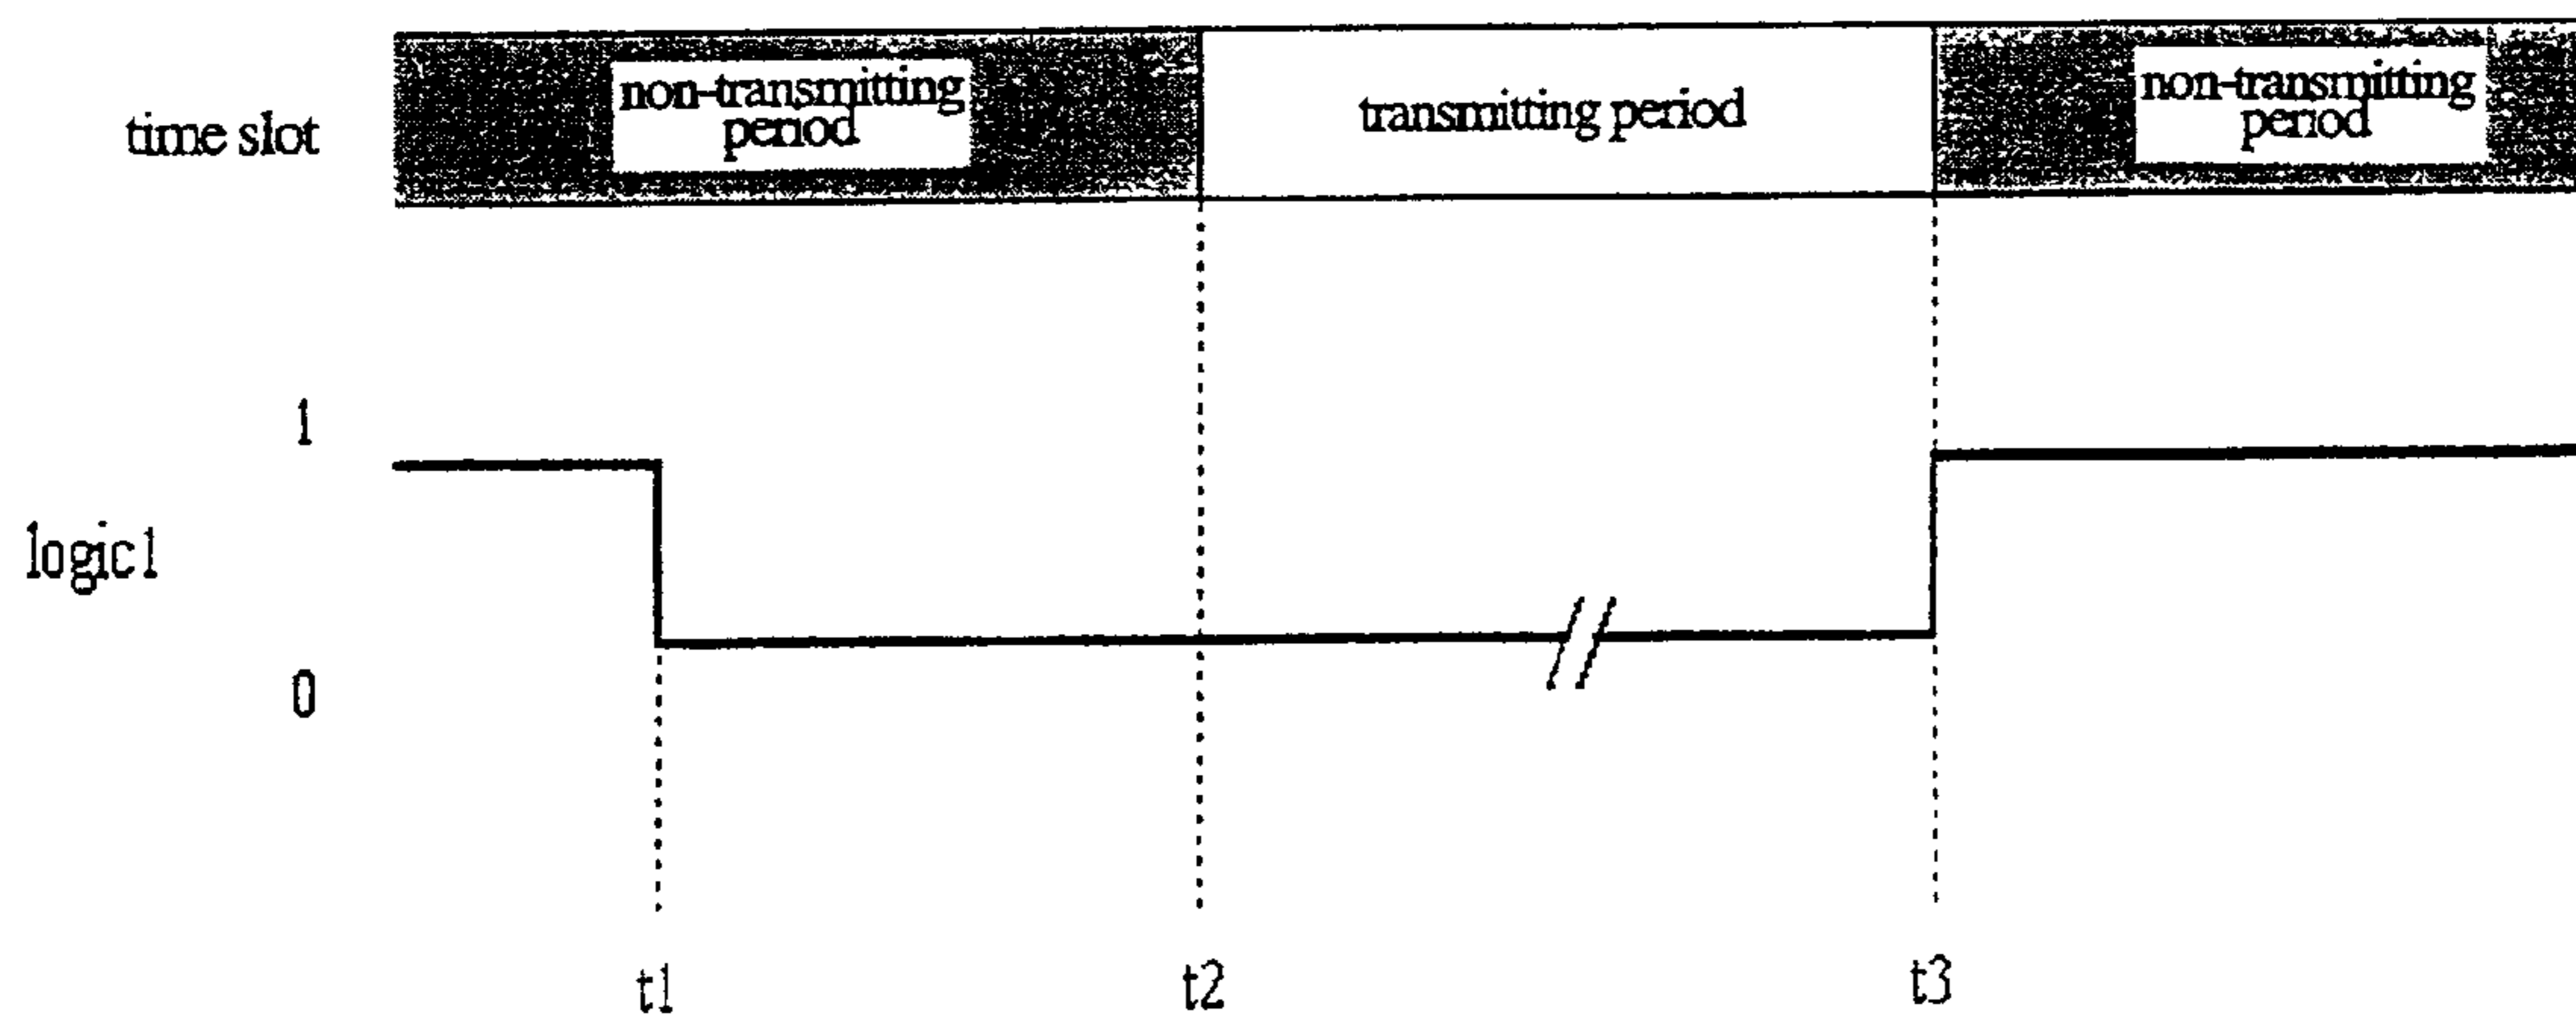 time slot
non-transmitting
period
transmitting period
non-transmitting
period
1
logic1
0
t1
t2
t3